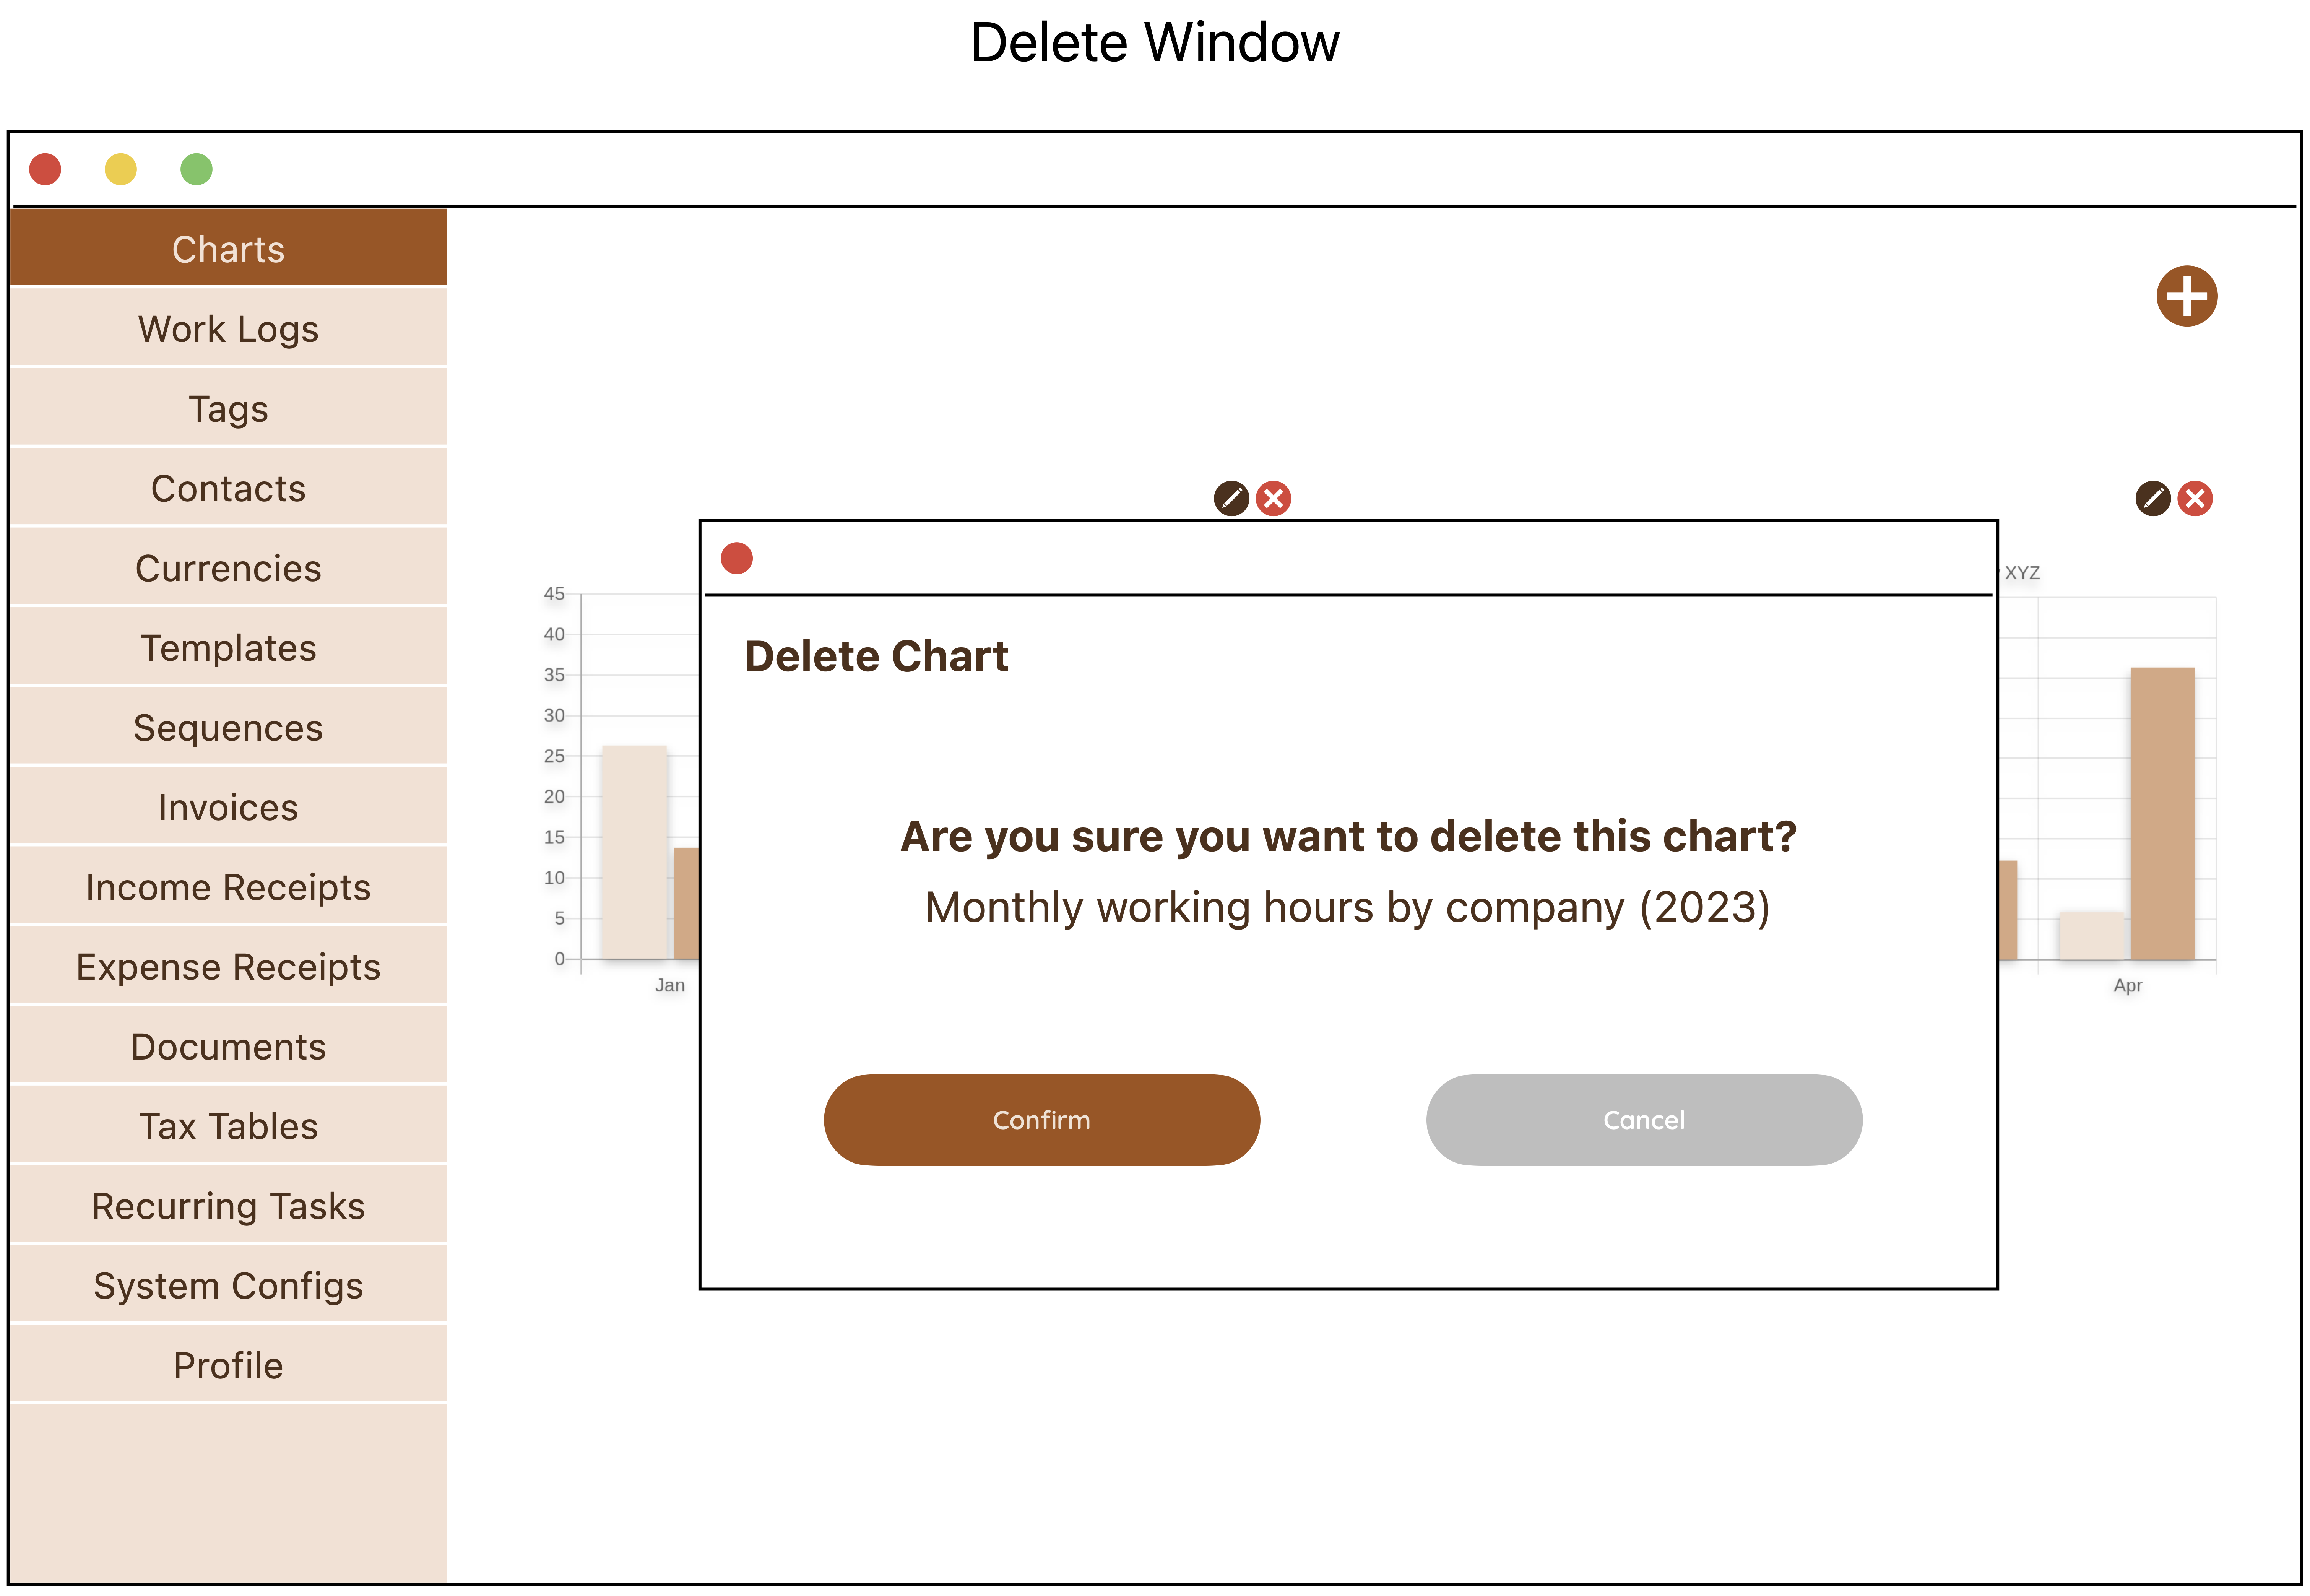 Delete Window
Charts
Work Logs
Tags
Contacts
Currencies
Templates
Sequences
Invoices
Income Receipts
Expense Receipts
Documents
Tax Tables
Recurring Tasks
System Configs
Profile
XYZ
45
40
35
30
25
20
15
10
5
0
Jan
Apr
Delete Chart
Are you sure you want to delete this chart?
Monthly working hours by company (2023)
Confirm
Cancel